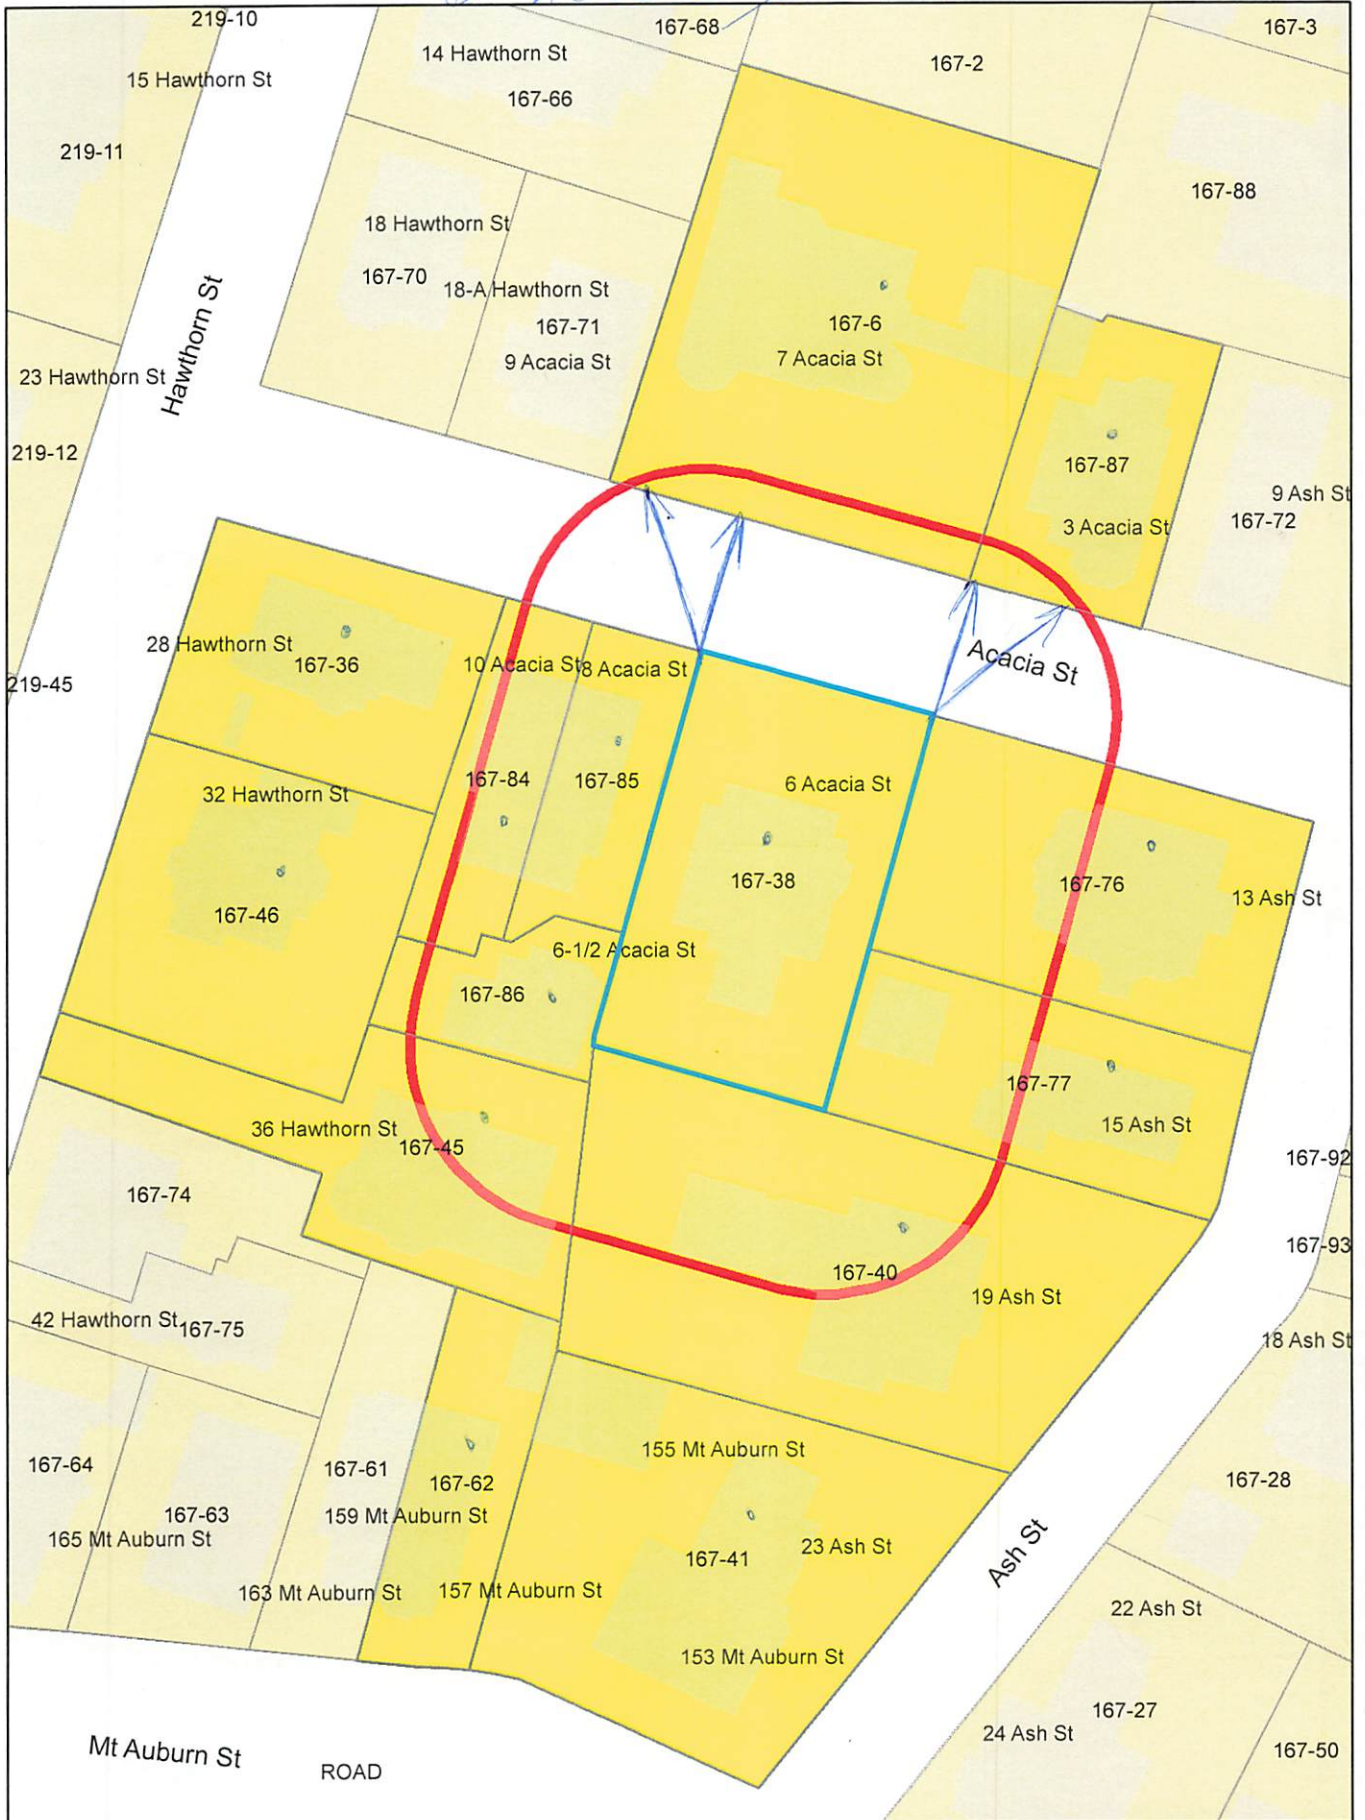 219-10
167-68
167-3
14 Hawthorn St
167-2
15 Hawthorn St
167-66
219-11
167-88
18 Hawthorn St
167-70
18-A Hawthorn St
167-71
9 Acacia St
167-6
7 Acacia St
Hawthorn St
23 Hawthorn St
219-12
167-87
3 Acacia St
9 Ash St
167-72
28 Hawthorn St
167-36
10 Acacia St
8 Acacia St
Acacia St
219-45
167-84
167-85
6 Acacia St
32 Hawthorn St
167-46
167-38
167-76
13 Ash St
6-1/2 Acacia St
167-86
167-77
15 Ash St
36 Hawthorn St
167-45
167-92
167-74
167-93
167-40
19 Ash St
42 Hawthorn St
167-75
18 Ash St
155 Mt Auburn St
167-64
167-61
167-62
167-28
167-63
159 Mt Auburn St
165 Mt Auburn St
167-41
23 Ash St
Ash St
163 Mt Auburn St
157 Mt Auburn St
22 Ash St
153 Mt Auburn St
167-27
24 Ash St
167-50
Mt Auburn St
ROAD